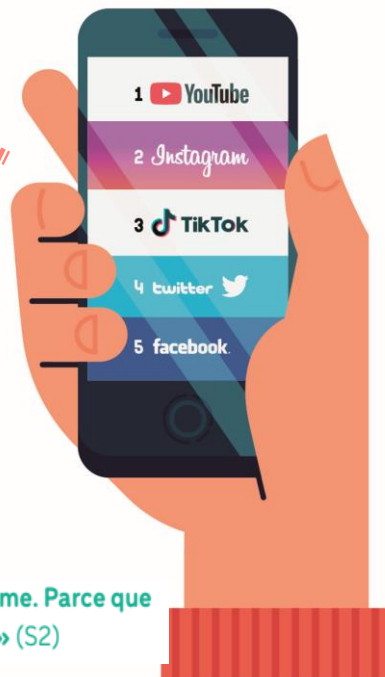 1 YouTube
2 Instagram
3 TikTok
4 twitter
5 facebook.
me. Parce que
» (S2)